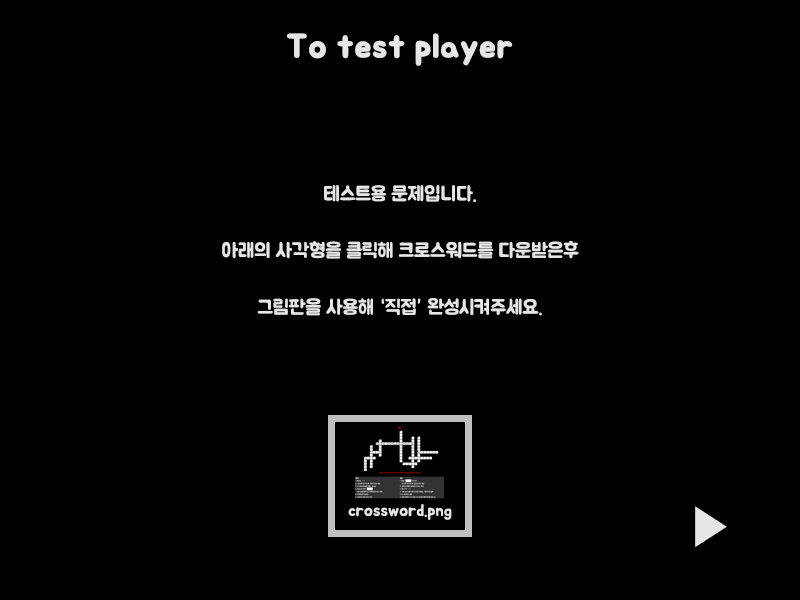 To test player
테스트용 문제입니다.
아래의 사각형을 클릭해 크로스워드를 다운받은후
그림판을 사용해 '직접' 완성시켜주세요.
crossword.png